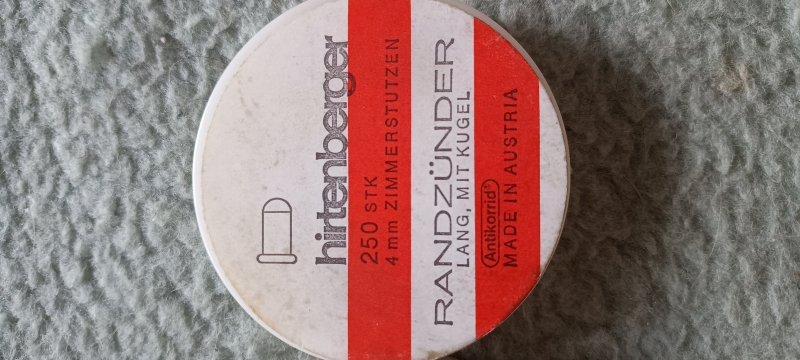 hirtenberger
250 STK
4 mm ZIMMERSTUTZEN
RANDZÜNDER
LANG, MIT KUGEL
Antikorrid®
MADE IN AUSTRIA